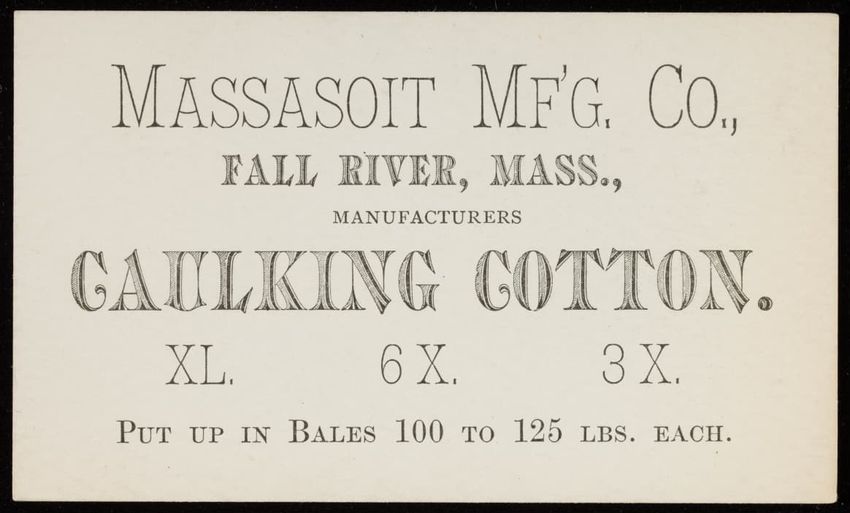 Massasoit Mf'g. Co.,
FALL RIVER, MASS.,
MANUFACTURERS
CAULKING COTTON.
XL. 6 X. 3 X.
Put up in Bales 100 to 125 lbs. each.